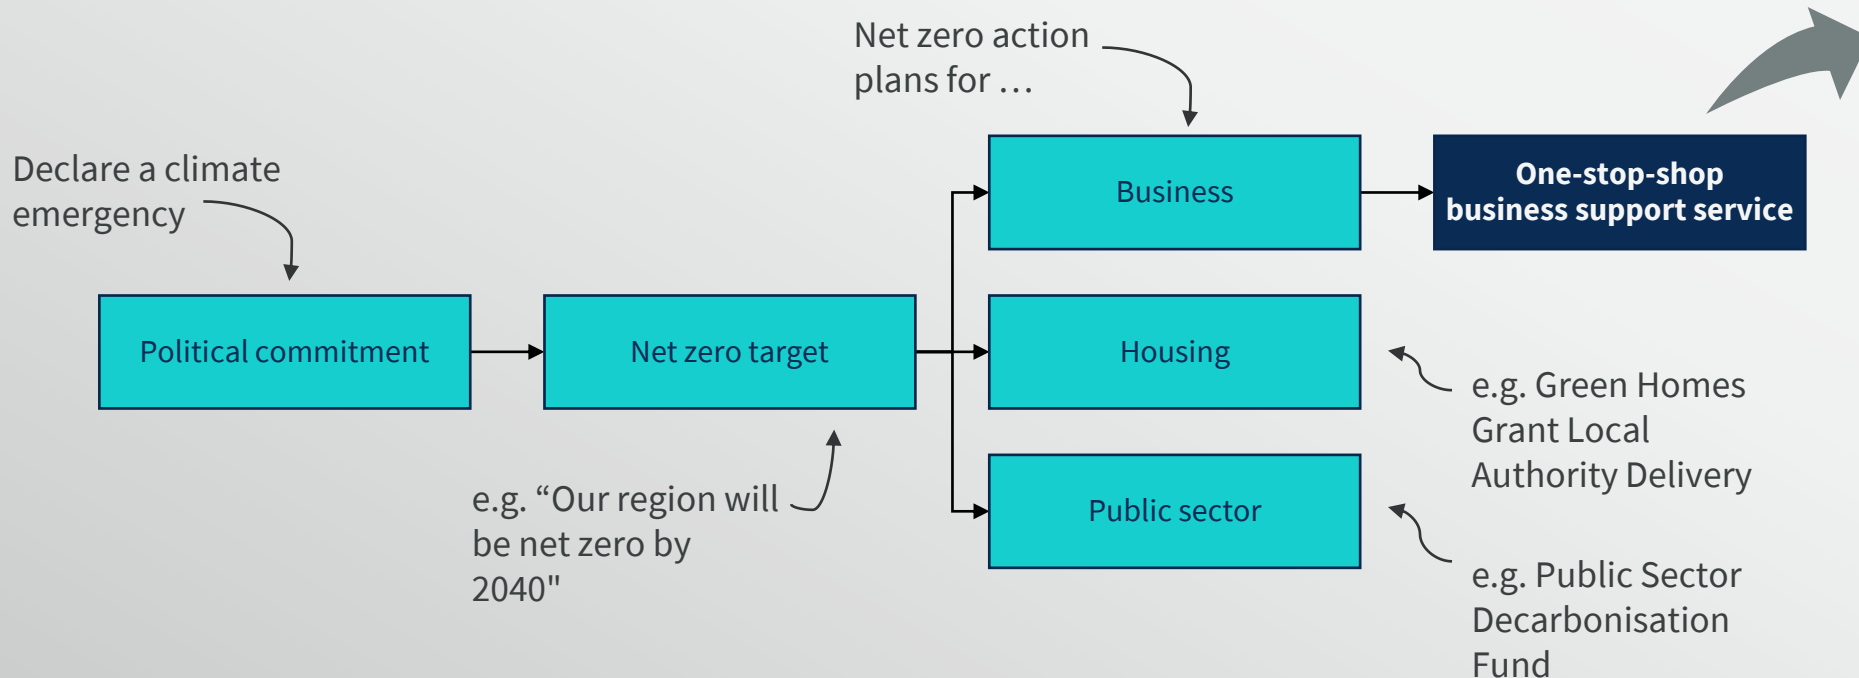 Net zero action
plans for …
Declare a climate
emergency
Business
One-stop-shop
business support service
Political commitment
Net zero target
Housing
e.g. Green Homes
Grant Local
Authority Delivery
e.g. “Our region will
be net zero by
2040"
Public sector
e.g. Public Sector
Decarbonisation
Fund